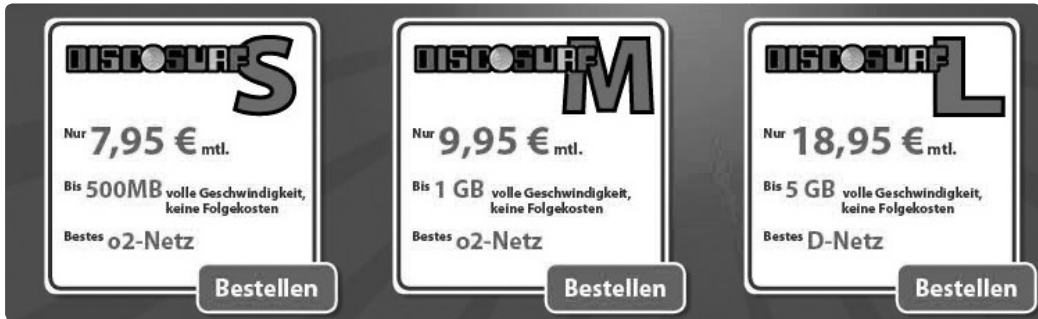 DISCOSURF S
Nur 7,95 € mtl.
Bis 500MB volle Geschwindigkeit,
keine Folgekosten
Bestes o2-Netz
Bestellen
DISCOSURF M
Nur 9,95 € mtl.
Bis 1 GB volle Geschwindigkeit,
keine Folgekosten
Bestes o2-Netz
Bestellen
DISCOSURF L
Nur 18,95 € mtl.
Bis 5 GB volle Geschwindigkeit,
keine Folgekosten
Bestes D-Netz
Bestellen